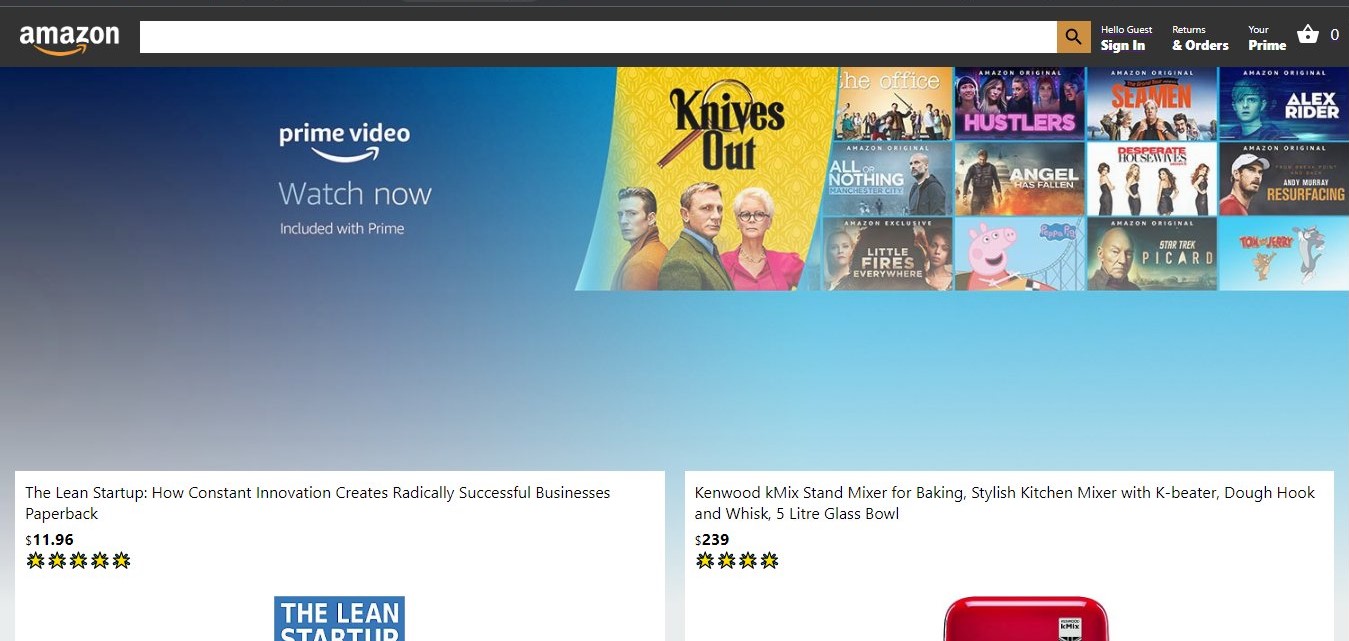 amazon
Hello Guest
Sign In
Returns
& Orders
Your
Prime
0
prime video
Watch now
Included with Prime
Knives
Out
the office
AMAZON ORIGINAL
HUSTLERS
AMAZON ORIGINAL
SEAMEN
AMAZON ORIGINAL
ALEX
RIDER
AMAZON ORIGINAL
ALL OR
NOTHING
MANCHESTER CITY
ANGEL
HAS FALLEN
DESPERATE
HOUSEWIVES
AMAZON ORIGINAL
ANDY MURRAY
RESURFACING
AMAZON EXCLUSIVE
LITTLE
FIRES
EVERYWHERE
Peppa Pig
AMAZON ORIGINAL
STAR TREK
PICARD
TOM AND JERRY
The Lean Startup: How Constant Innovation Creates Radically Successful Businesses
Paperback
$11.96
THE LEAN
STARTUP
Kenwood kMix Stand Mixer for Baking, Stylish Kitchen Mixer with K-beater, Dough Hook
and Whisk, 5 Litre Glass Bowl
$239
KENWOOD
kMix